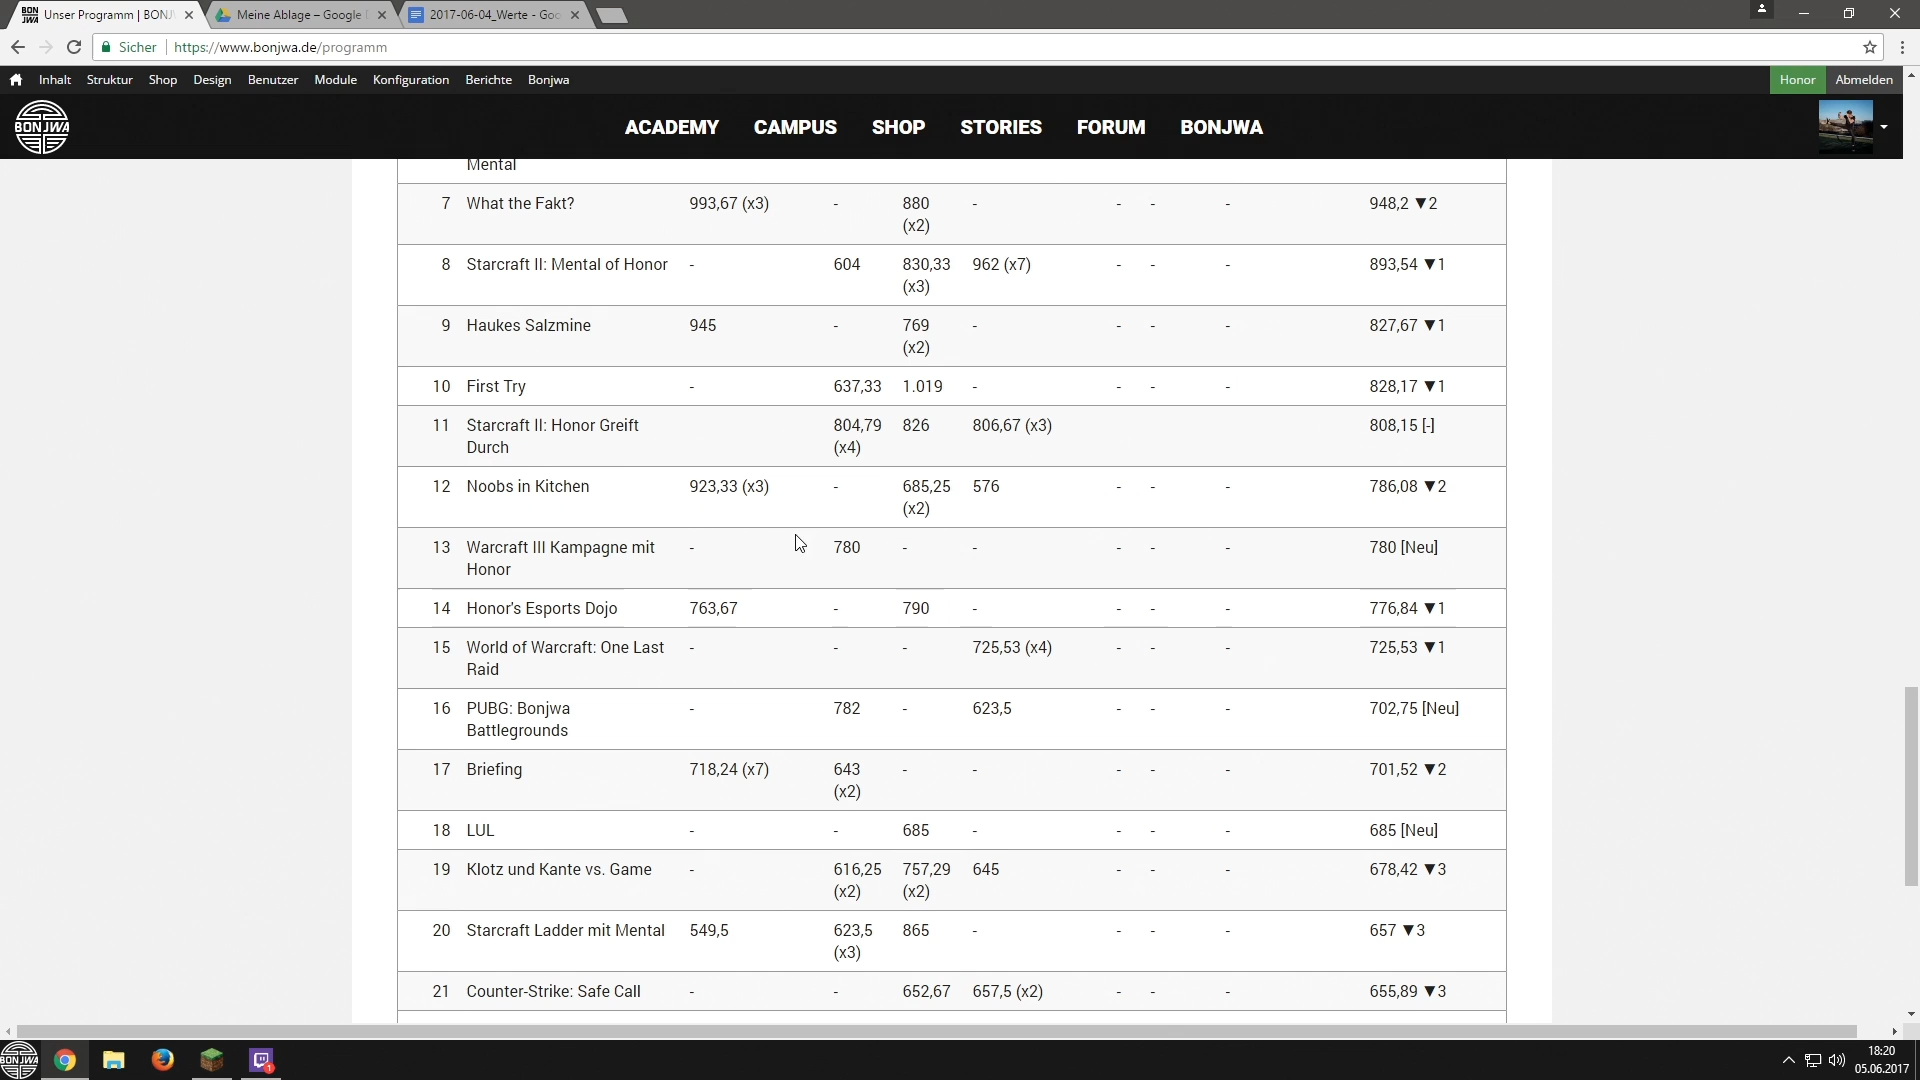 Unser Programm | BONJ
Meine Ablage – Google
2017-06-04_Werte - Goo
Sicher | https://www.bonjwa.de/programm
Inhalt Struktur Shop Design Benutzer Module Konfiguration Berichte Bonjwa Honor Abmelden
BONJWA ACADEMY CAMPUS SHOP STORIES FORUM BONJWA
Mental
7 What the Fakt? 993,67 (x3) - 880 - - - - 948,2 ▼2
(x2)
8 Starcraft II: Mental of Honor - 604 830,33 962 (x7) - - - 893,54 ▼1
(x3)
9 Haukes Salzmine 945 - 769 - - - - 827,67 ▼1
(x2)
10 First Try - 637,33 1.019 - - - - 828,17 ▼1
11 Starcraft II: Honor Greift 804,79 826 806,67 (x3) 808,15 [-]
Durch (x4)
12 Noobs in Kitchen 923,33 (x3) - 685,25 576 - - - 786,08 ▼2
(x2)
13 Warcraft III Kampagne mit - 780 - - - - - 780 [Neu]
Honor
14 Honor's Esports Dojo 763,67 - 790 - - - - 776,84 ▼1
15 World of Warcraft: One Last - - - 725,53 (x4) - - - 725,53 ▼1
Raid
16 PUBG: Bonjwa - 782 - 623,5 - - - 702,75 [Neu]
Battlegrounds
17 Briefing 718,24 (x7) 643 - - - - - 701,52 ▼2
(x2)
18 LUL - - 685 - - - - 685 [Neu]
19 Klotz und Kante vs. Game - 616,25 757,29 645 - - - 678,42 ▼3
(x2) (x2)
20 Starcraft Ladder mit Mental 549,5 623,5 865 - - - - 657 ▼3
(x3)
21 Counter-Strike: Safe Call - - 652,67 657,5 (x2) - - - 655,89 ▼3
BONJWA 1 18:20
05.06.2017